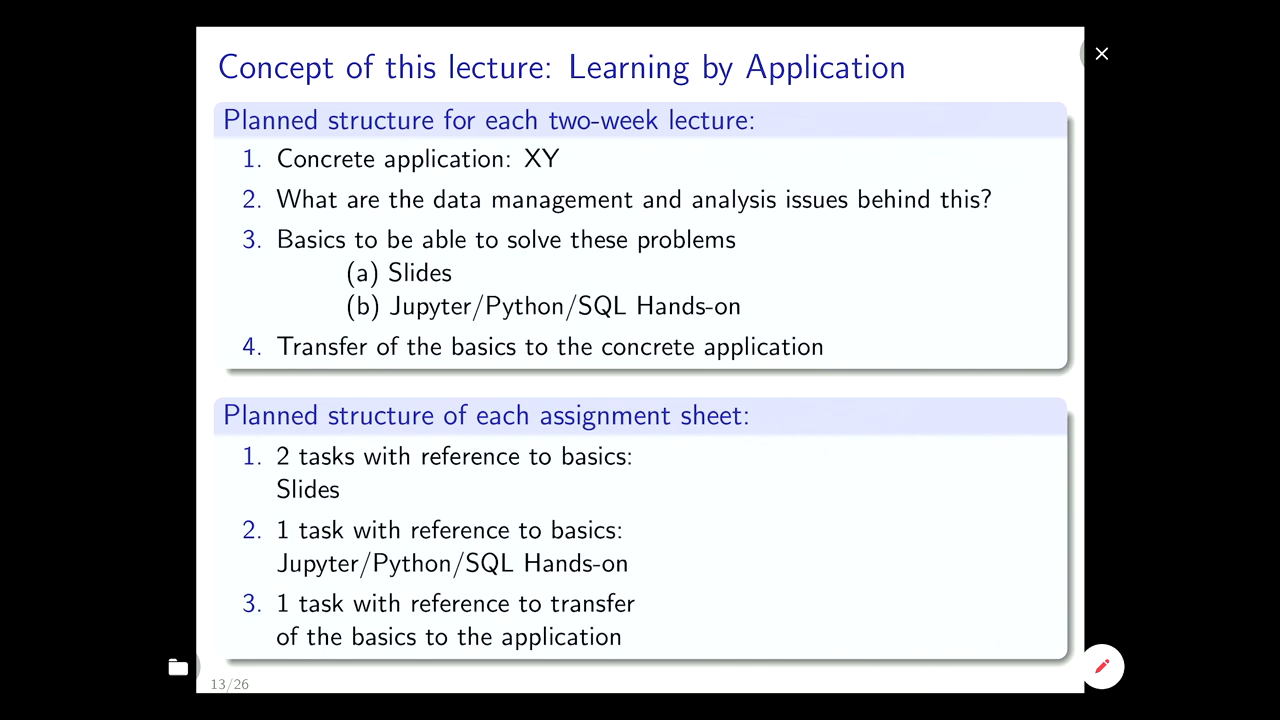 Concept of this lecture: Learning by Application
Planned structure for each two-week lecture:
1. Concrete application: XY
2. What are the data management and analysis issues behind this?
3. Basics to be able to solve these problems
(a) Slides
(b) Jupyter/Python/SQL Hands-on
4. Transfer of the basics to the concrete application
Planned structure of each assignment sheet:
1. 2 tasks with reference to basics:
Slides
2. 1 task with reference to basics:
Jupyter/Python/SQL Hands-on
3. 1 task with reference to transfer
of the basics to the application
13/26